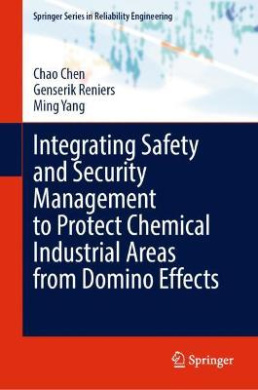 Springer Series in Reliability Engineering
Chao Chen
Genserik Reniers
Ming Yang
Integrating Safety
and Security
Management
to Protect Chemical
Industrial Areas
from Domino Effects
Springer